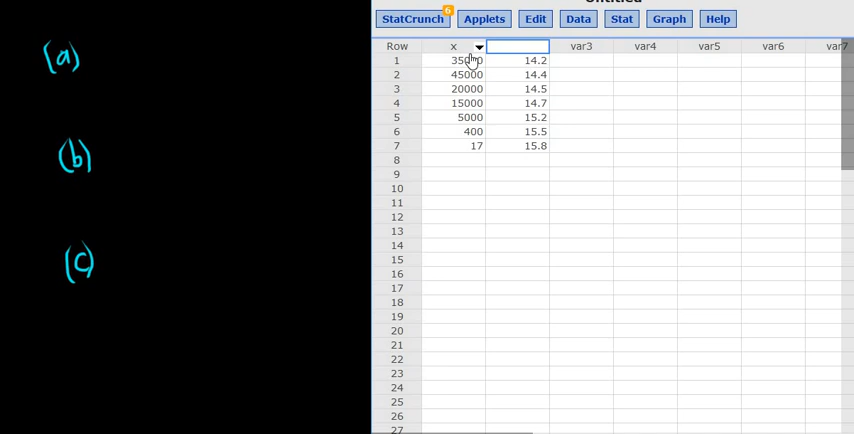 (a)
(b)
(c)
StatCrunch 6 Applets Edit Data Stat Graph Help
Row x var3 var4 var5 var6 var7
1 14.2
2 45000 14.4
3 20000 14.5
4 15000 14.7
5 5000 15.2
6 400 15.5
7 17 15.8
8
9
10
11
12
13
14
15
16
17
18
19
20
21
22
23
24
25
26
27